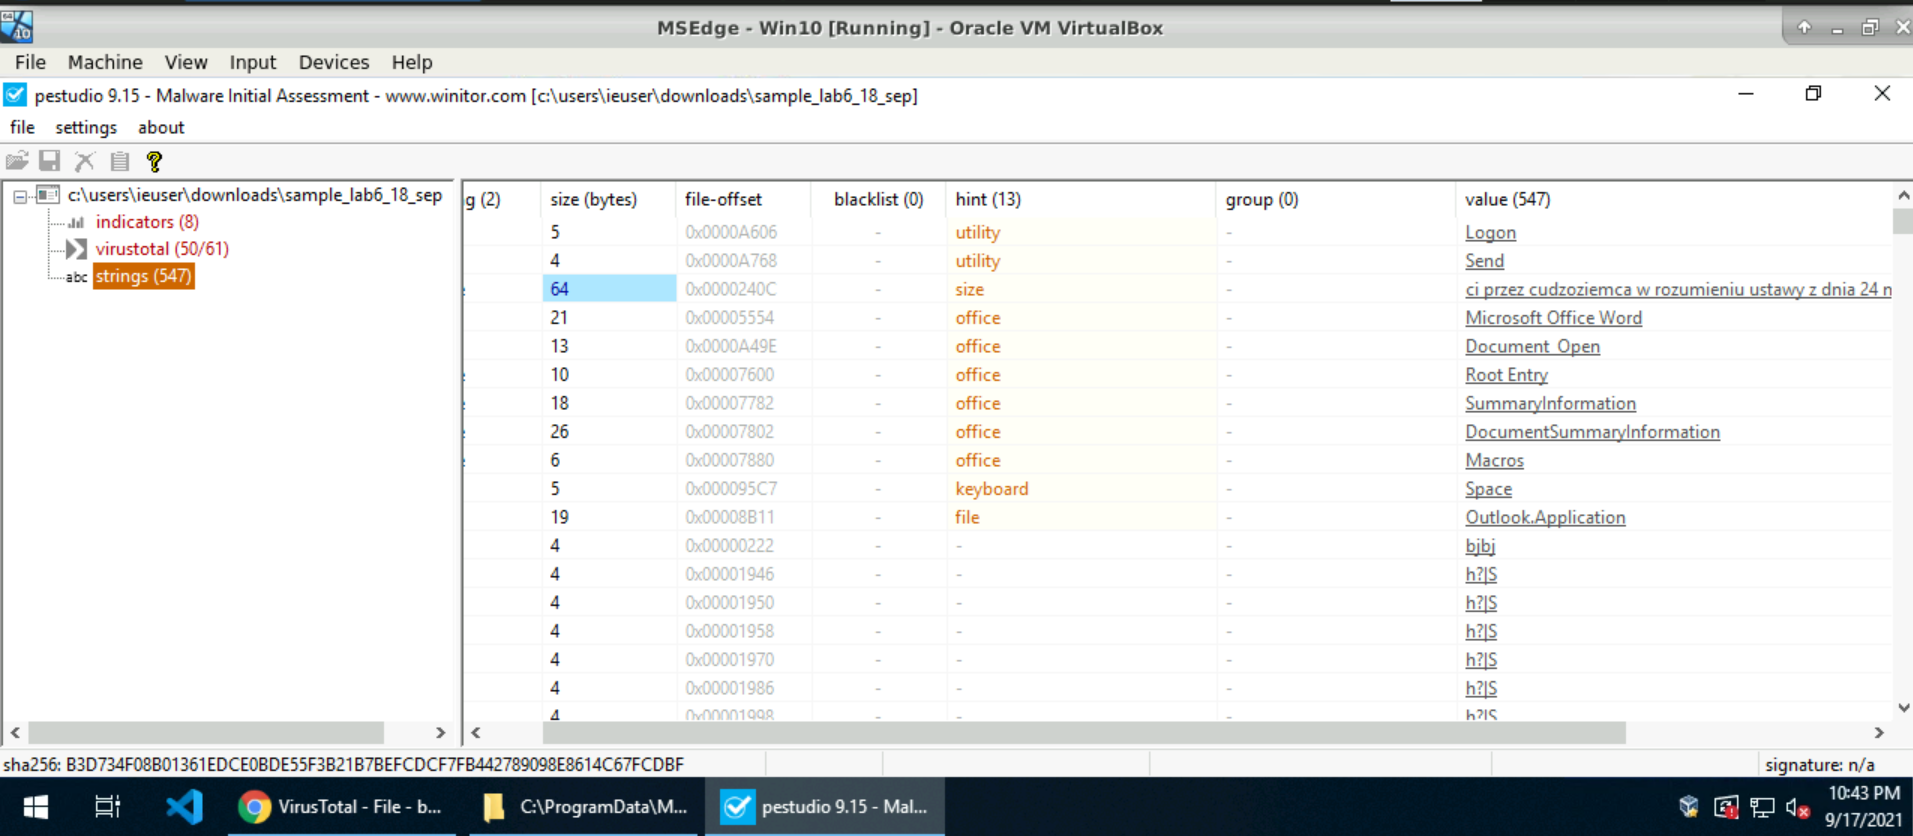 MSEdge - Win10 [Running] - Oracle VM VirtualBox
File Machine View Input Devices Help
pestudio 9.15 - Malware Initial Assessment - www.winitor.com [c:\users\ieuser\downloads\sample_lab6_18_sep]
file settings about
c:\users\ieuser\downloads\sample_lab6_18_sep
indicators (8)
virustotal (50/61)
abc strings (547)
g (2) size (bytes) file-offset blacklist (0) hint (13) group (0) value (547)
5 0x0000A606 - utility - Logon
4 0x0000A768 - utility - Send
64 0x0000240C - size - ci przez cudzoziemca w rozumieniu ustawy z dnia 24
21 0x00005554 - office - Microsoft Office Word
13 0x0000A49E - office - Document_Open
10 0x00007600 - office - Root Entry
18 0x00007782 - office - SummaryInformation
26 0x00007802 - office - DocumentSummaryInformation
6 0x00007880 - office - Macros
5 0x000095C7 - keyboard - Space
19 0x00008B11 - file - Outlook.Application
4 0x00000222 - - - bjbj
4 0x00001946 - - - h?|S
4 0x00001950 - - - h?|S
4 0x00001958 - - - h?|S
4 0x00001970 - - - h?|S
4 0x00001986 - - - h?|S
4 0x00001998 - - - h?|S
sha256: B3D734F08B01361EDCE0BDE55F3B21B7BEFCDCF7FB442789098E8614C67FCDBF
signature: n/a
VirusTotal - File - b...
C:\ProgramData\M...
pestudio 9.15 - Mal...
10:43 PM
9/17/2021